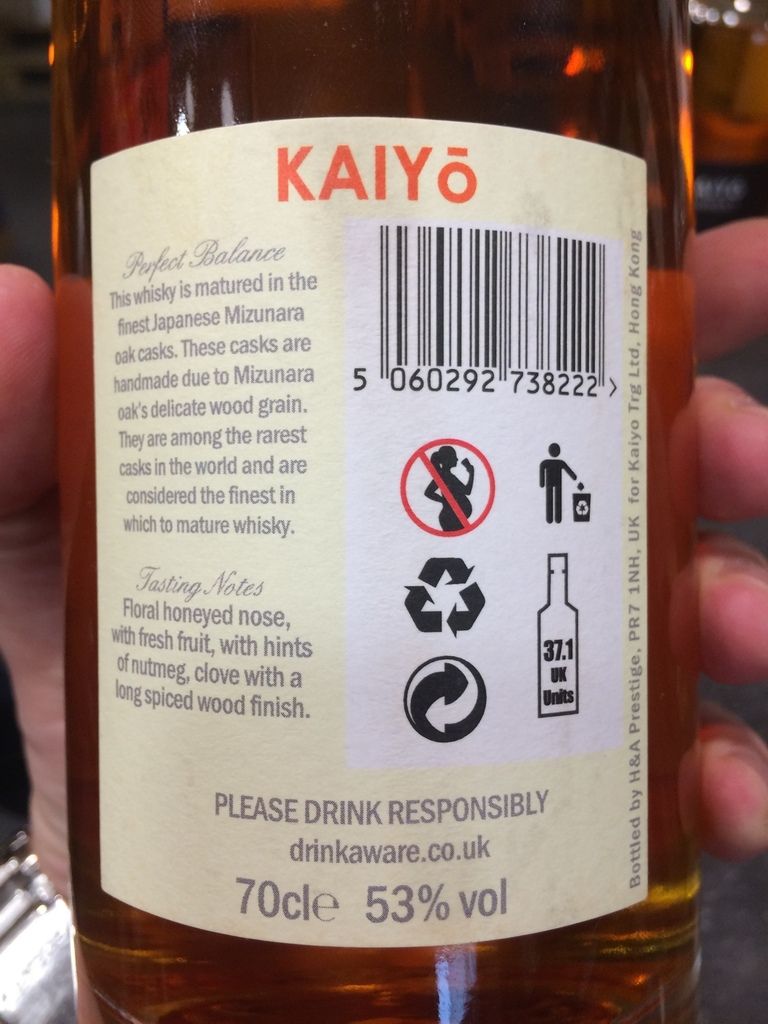 KAIYō
Perfect Balance
This whisky is matured in the
finest Japanese Mizunara
oak casks. These casks are
handmade due to Mizunara
oak's delicate wood grain.
They are among the rarest
casks in the world and are
considered the finest in
which to mature whisky.
Tasting Notes
Floral honeyed nose,
with fresh fruit, with hints
of nutmeg, clove with a
long spiced wood finish.
5 060292 738222 >
37.1
UK
Units
PLEASE DRINK RESPONSIBLY
drinkaware.co.uk
70cl℮ 53% vol
Bottled by H&A Prestige, PR7 1NH, UK for Kaiyo Trg Ltd, Hong Kong